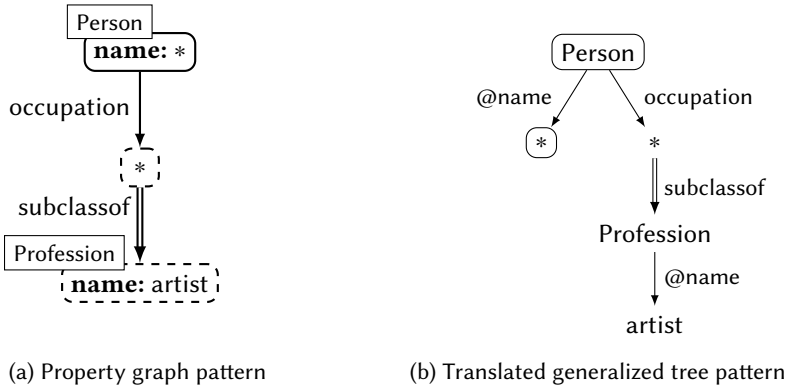 Person
name: *
occupation
*
subclassof
Profession
name: artist
(a) Property graph pattern
Person
@name
occupation
*
*
subclassof
Profession
@name
artist
(b) Translated generalized tree pattern